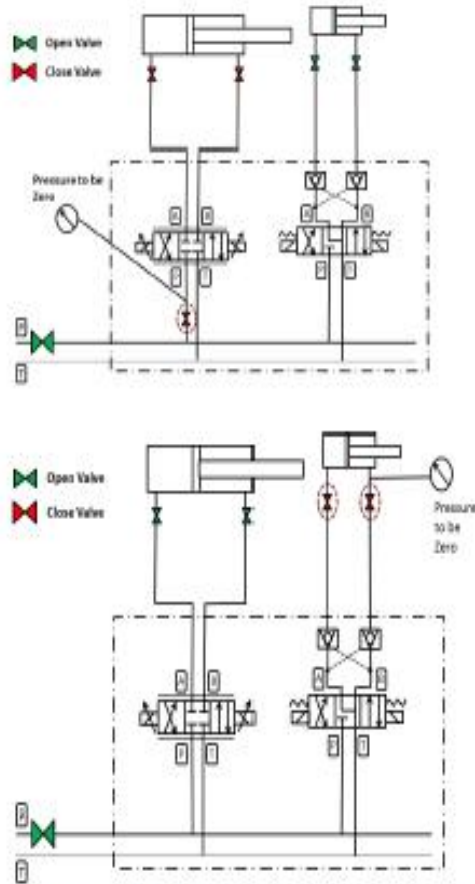 Open Valve
Close Valve
Pressure to be
Zero
A
B
A
B
P
T
P
T
Open Valve
Close Valve
Pressure
to be
Zero
A
B
A
P
T
P
T
T